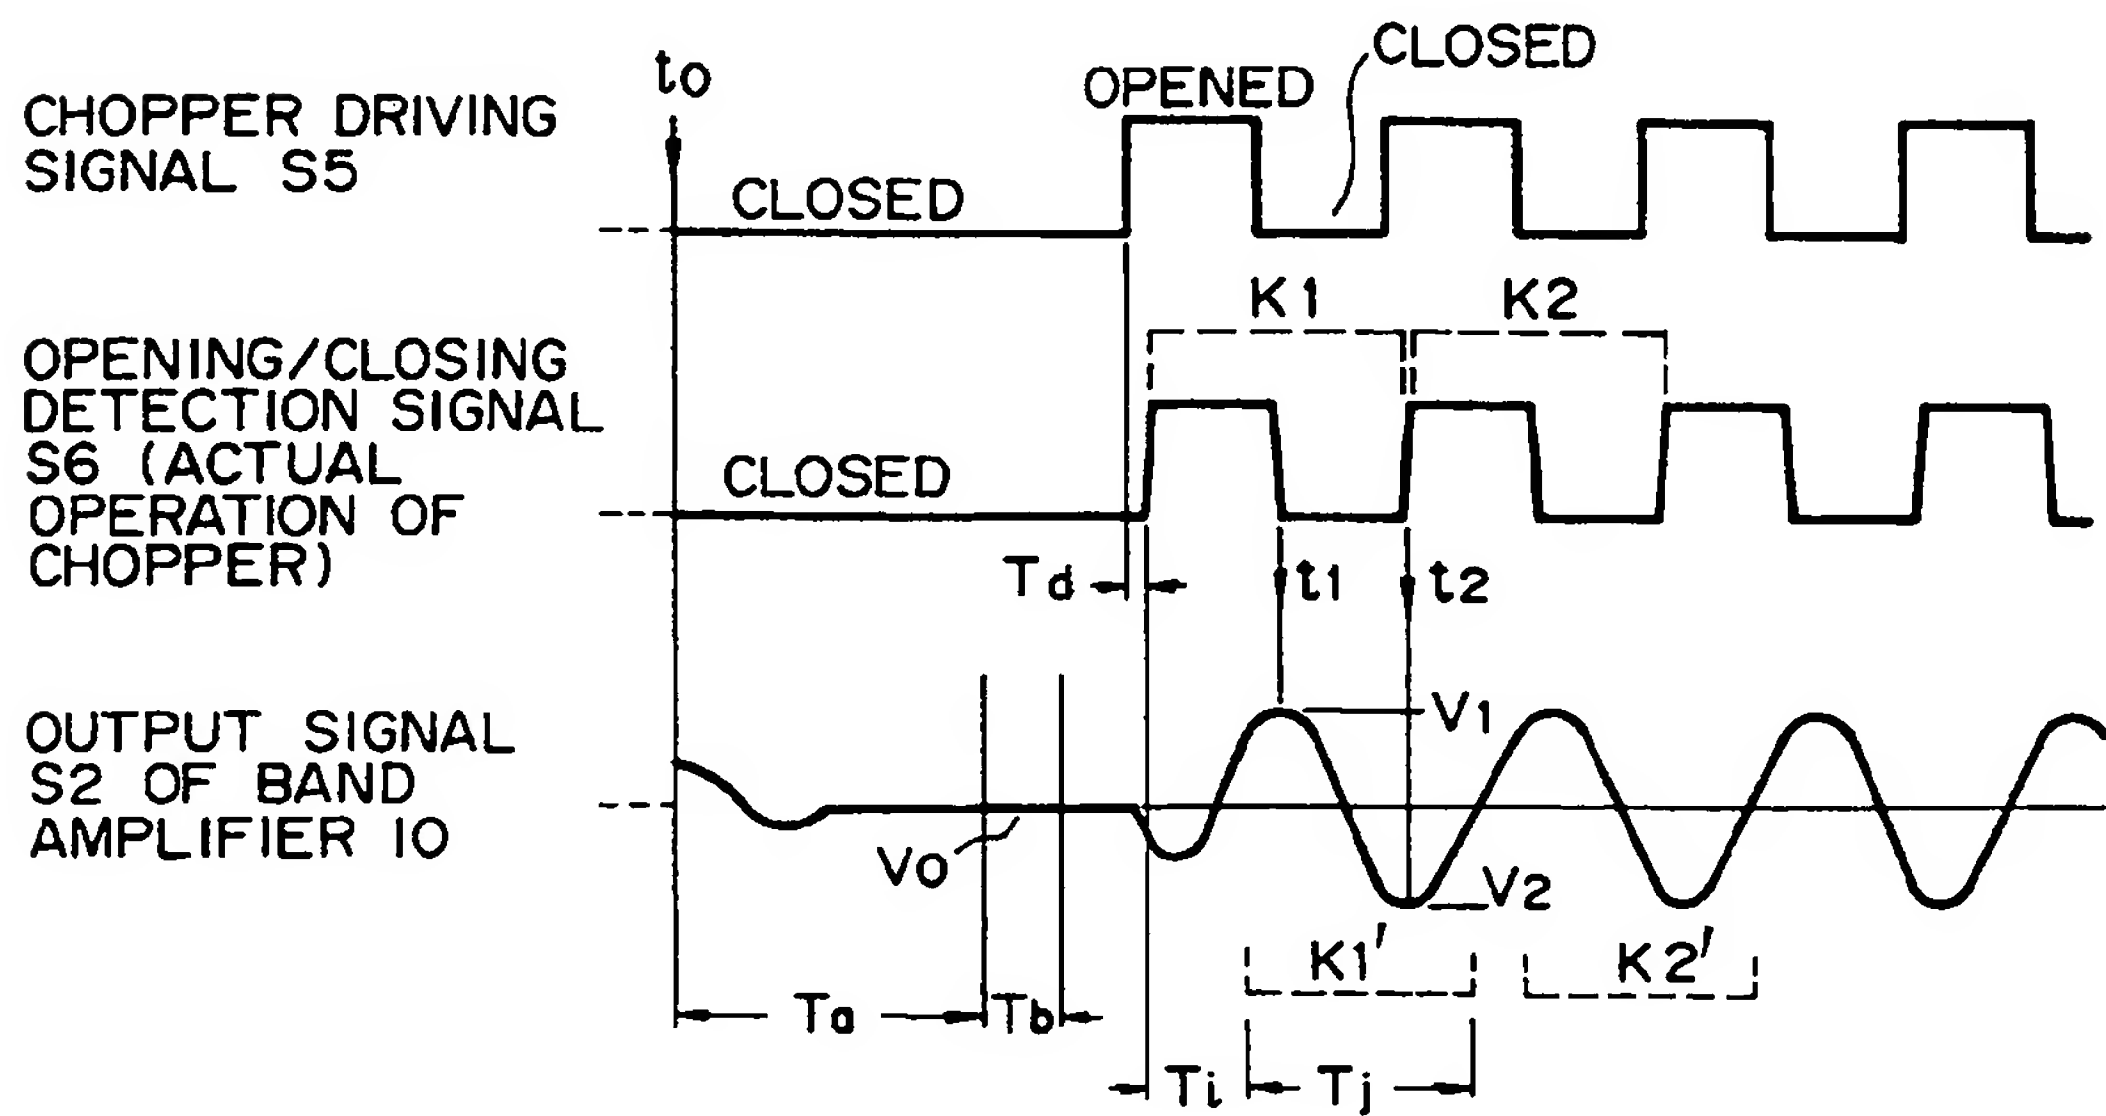 to
CLOSED
OPENED
CHOPPER DRIVING
SIGNAL S5
CLOSED
K1
K2
OPENING/CLOSING
DETECTION SIGNAL
S6 (ACTUAL
OPERATION OF
CHOPPER)
CLOSED
Td
t1
t2
OUTPUT SIGNAL
S2 OF BAND
AMPLIFIER 10
V1
Vo
V2
K1'
K2'
Ta
Tb
Ti
Tj